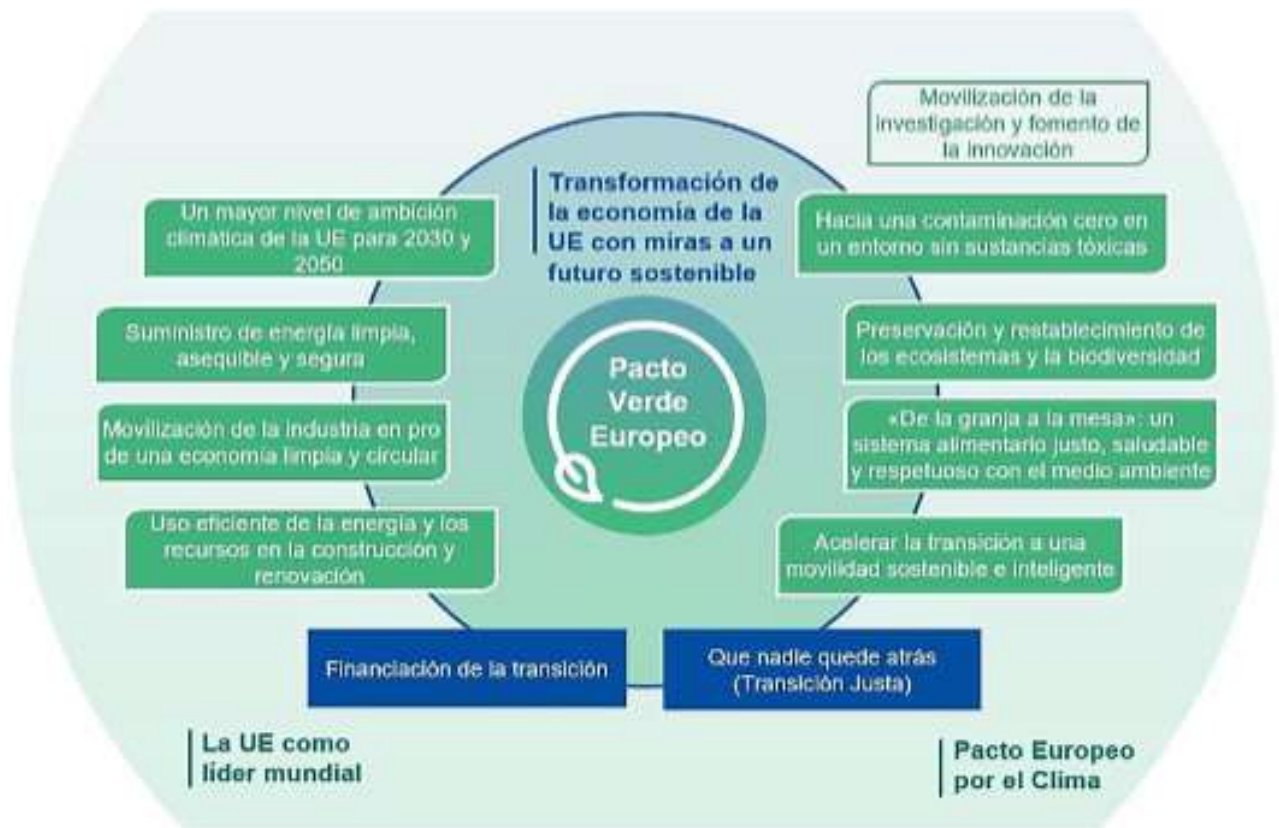 Movilización de la
investigación y fomento de
la innovación
Transformación de
la economía de la
UE con miras a un
futuro sostenible
Un mayor nivel de ambición
climática de la UE para 2030 y
2050
Hacia una contaminación cero en
un entorno sin sustancias tóxicas
Suministro de energía limpia,
asequible y segura
Preservación y restablecimiento de
los ecosistemas y la biodiversidad
Pacto
Verde
Europeo
Movilización de la industria en pro
de una economía limpia y circular
«De la granja a la mesa»: un
sistema alimentario justo, saludable
y respetuoso con el medio ambiente
Uso eficiente de la energía y los
recursos en la construcción y
renovación
Acelerar la transición a una
movilidad sostenible e inteligente
Financiación de la transición
Que nadie quede atrás
(Transición Justa)
La UE como
líder mundial
Pacto Europeo
por el Clima